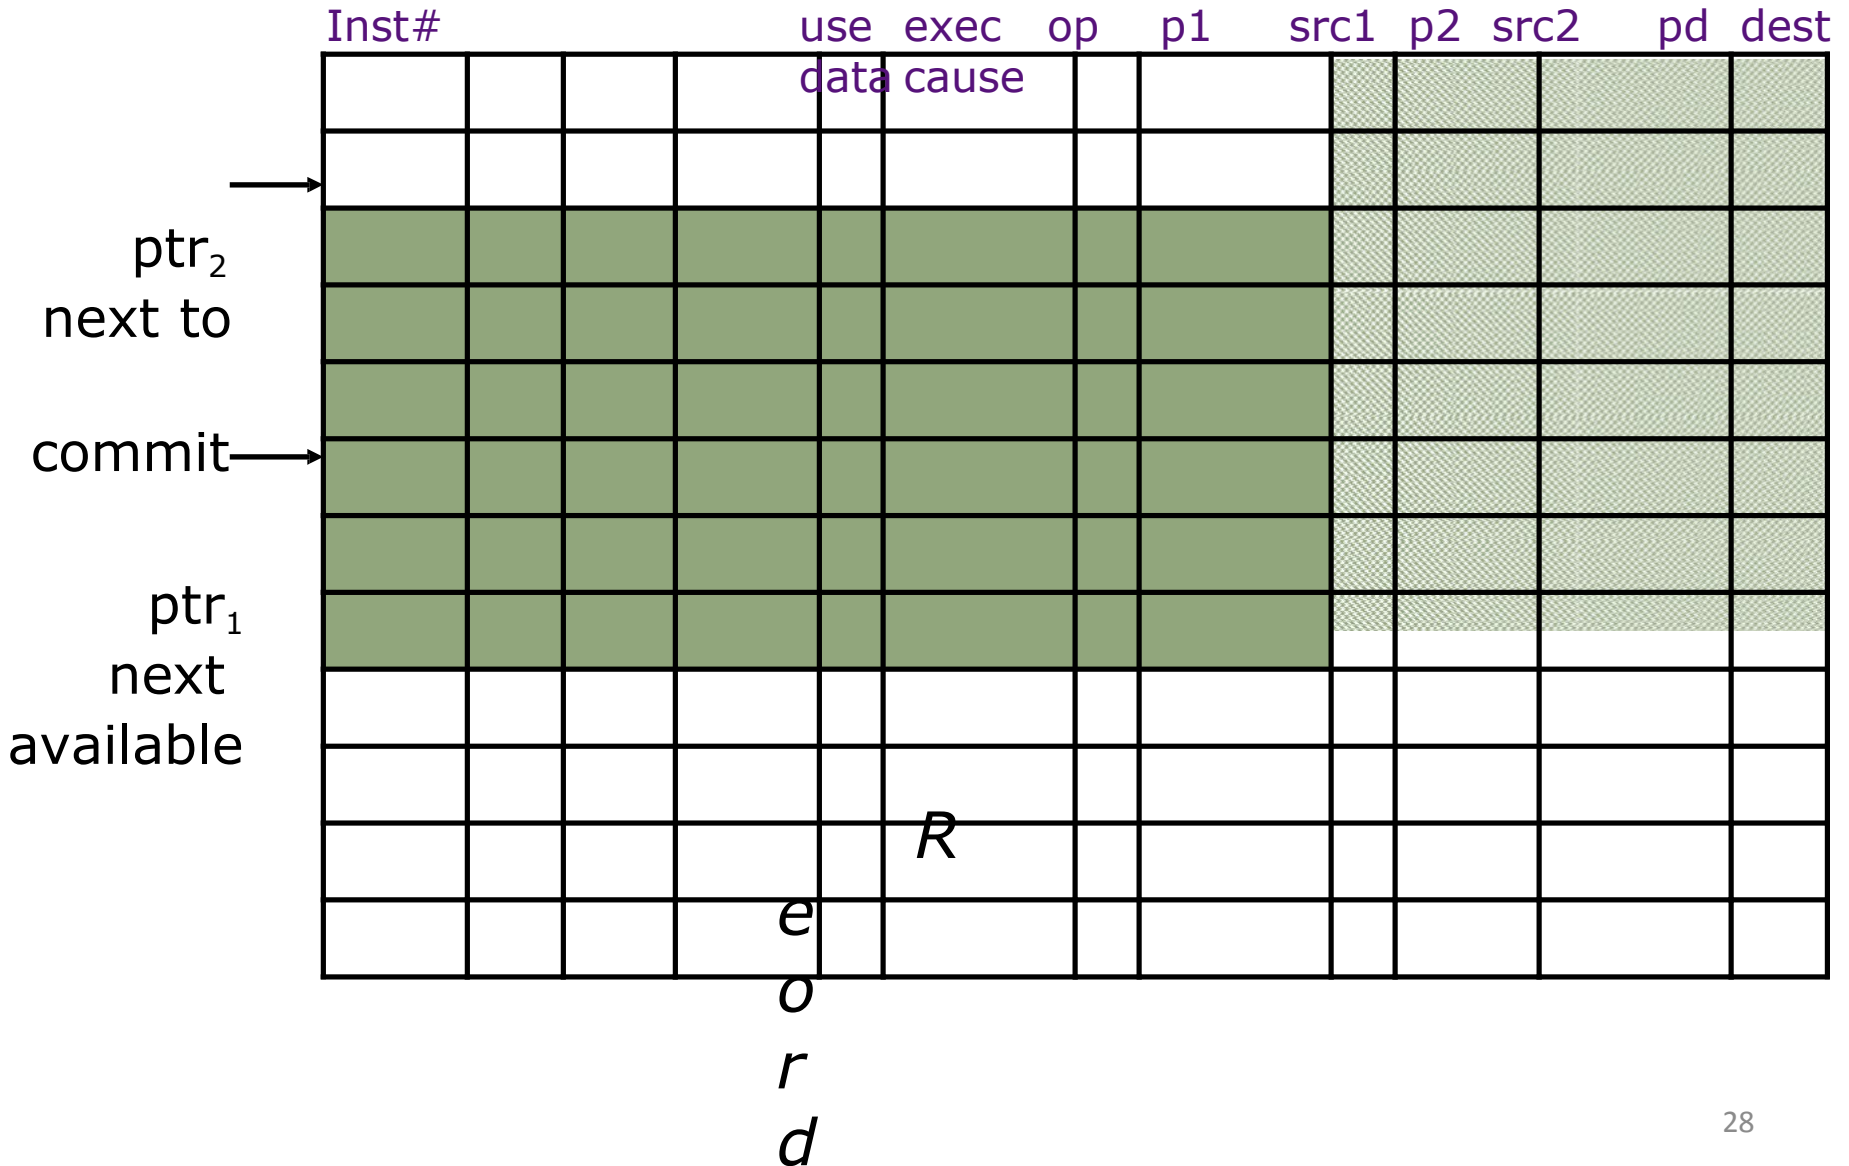 Inst# use exec op p1 src1 p2 src2 pd dest
data cause
ptr2
next to
commit
ptr1
next
available
R
e
o
r
d
28